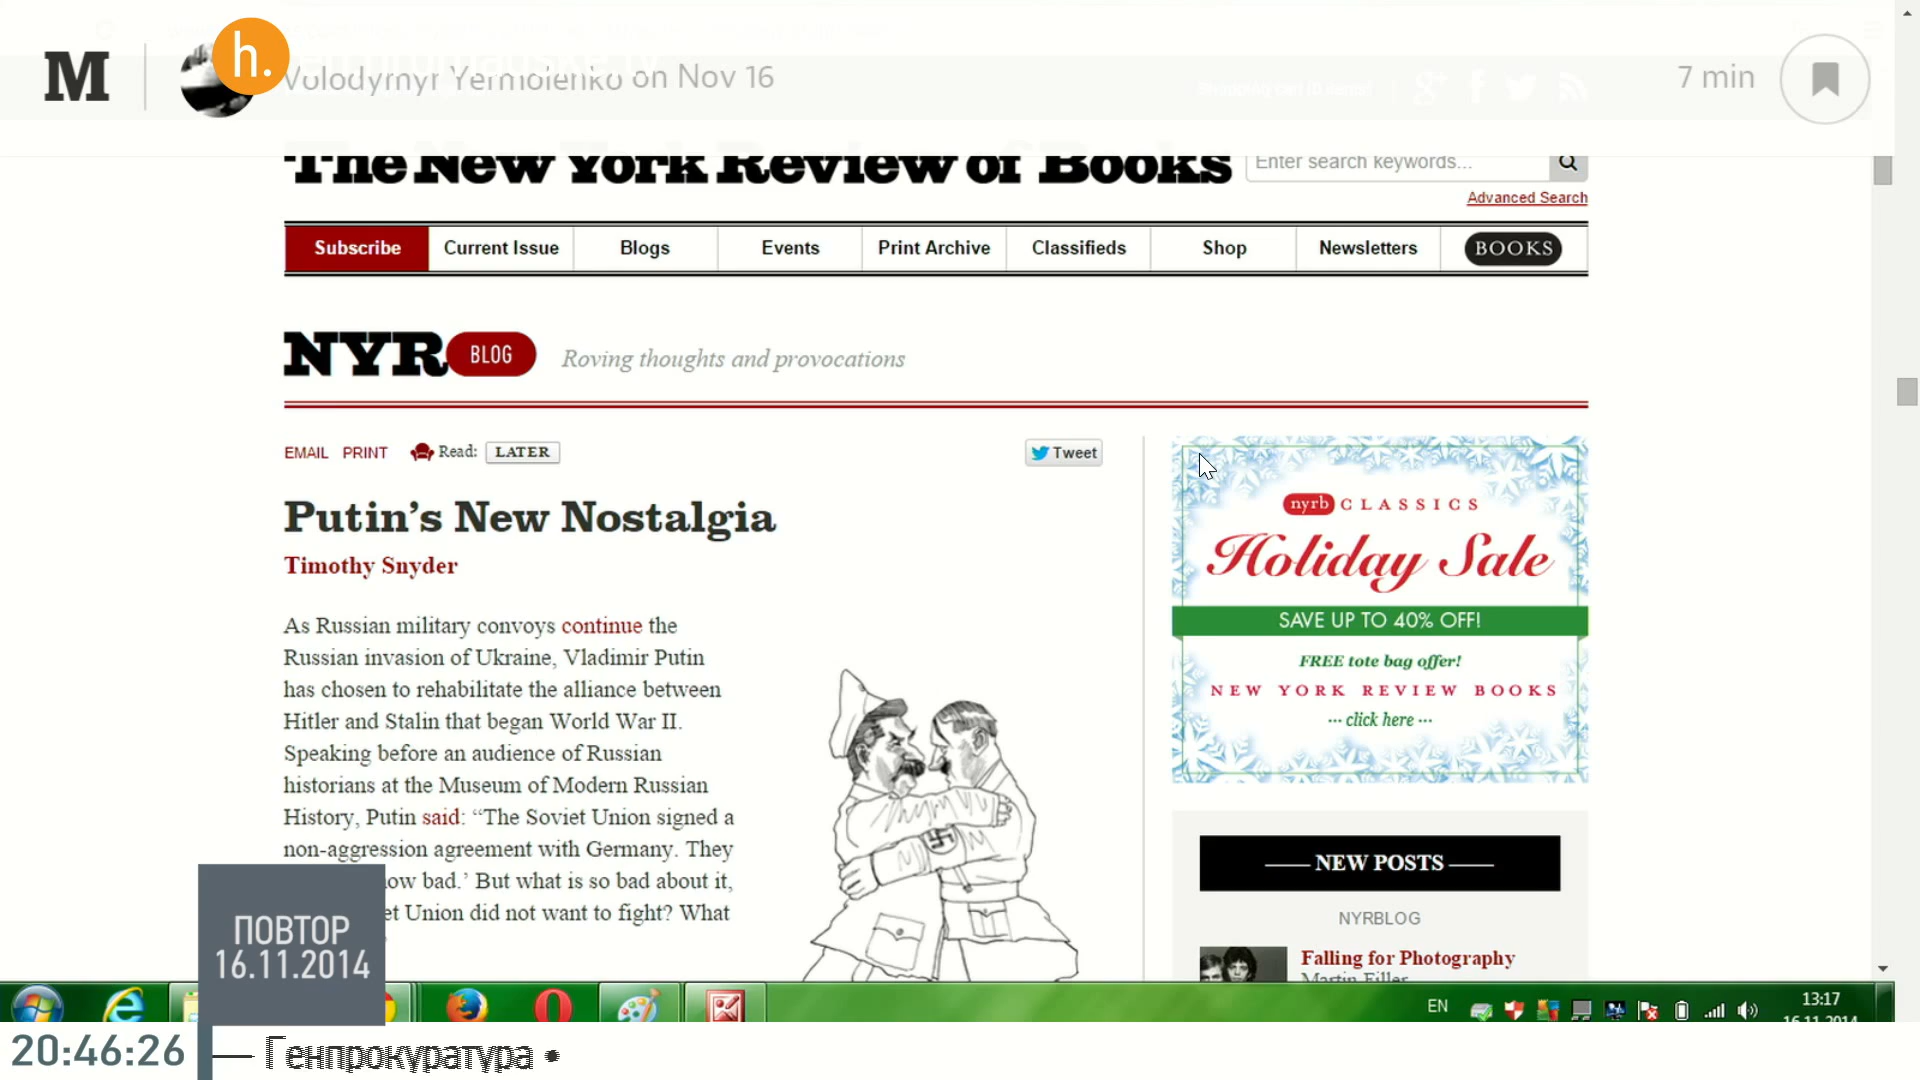 M
h.
Volodymyr Yermolenko on Nov 16
7 min
The New York Review of Books
Enter search keywords...
Advanced Search
Subscribe
Current Issue
Blogs
Events
Print Archive
Classifieds
Shop
Newsletters
BOOKS
NYR BLOG
Roving thoughts and provocations
EMAIL PRINT Read: LATER
Tweet
Putin's New Nostalgia
Timothy Snyder
As Russian military convoys continue the
Russian invasion of Ukraine, Vladimir Putin
has chosen to rehabilitate the alliance between
Hitler and Stalin that began World War II.
Speaking before an audience of Russian
historians at the Museum of Modern Russian
History, Putin said: “The Soviet Union signed a
non-aggression agreement with Germany. They
ow bad.’ But what is so bad about it,
et Union did not want to fight? What
nyrb CLASSICS
Holiday Sale
SAVE UP TO 40% OFF!
FREE tote bag offer!
NEW YORK REVIEW BOOKS
··· click here ···
NEW POSTS
NYRBLOG
Falling for Photography
Martin Filler
ПОВТОР
16.11.2014
EN
13:17
16.11.2014
20:46:26
— Генпрокуратура •